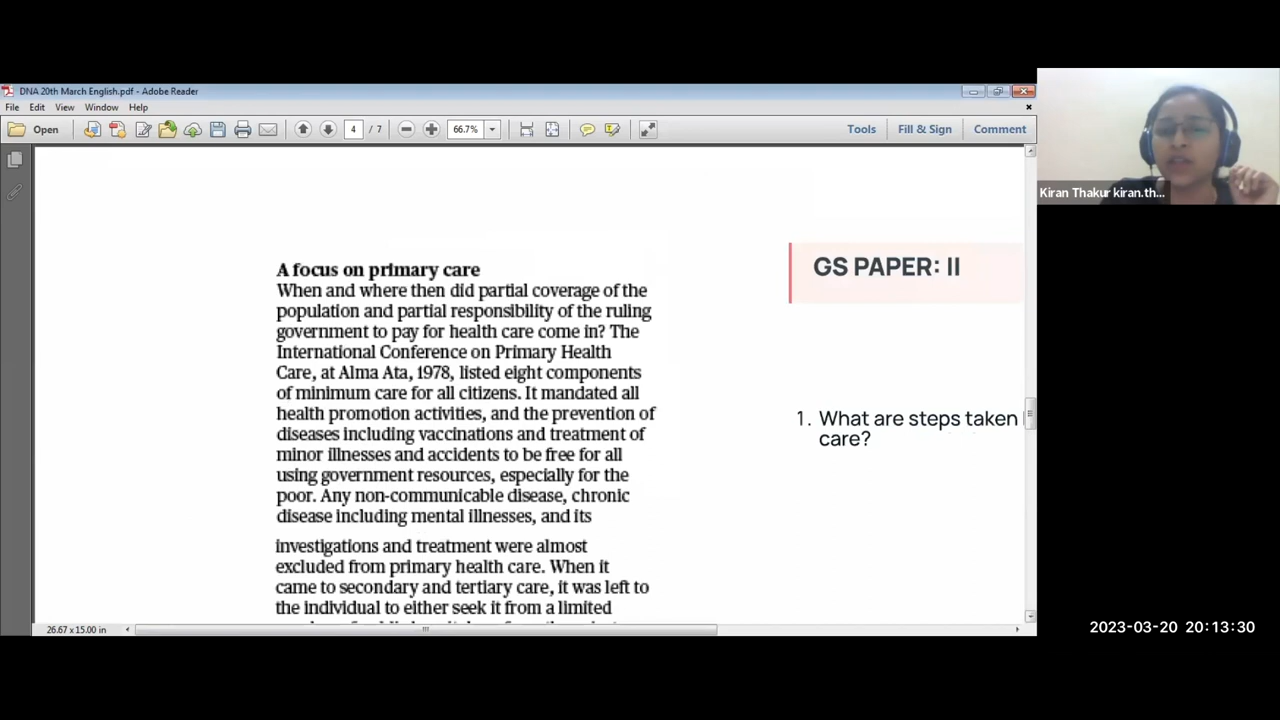 DNA 20th March English.pdf - Adobe Reader
File Edit View Window Help
Open 4 / 7 66.7% Tools Fill & Sign Comment
A focus on primary care
When and where then did partial coverage of the
population and partial responsibility of the ruling
government to pay for health care come in? The
International Conference on Primary Health
Care, at Alma Ata, 1978, listed eight components
of minimum care for all citizens. It mandated all
health promotion activities, and the prevention of
diseases including vaccinations and treatment of
minor illnesses and accidents to be free for all
using government resources, especially for the
poor. Any non-communicable disease, chronic
disease including mental illnesses, and its
investigations and treatment were almost
excluded from primary health care. When it
came to secondary and tertiary care, it was left to
the individual to either seek it from a limited
GS PAPER: II
1. What are steps taken
care?
26.67 x 15.00 in
Kiran Thakur kiran.th...
2023-03-20 20:13:30